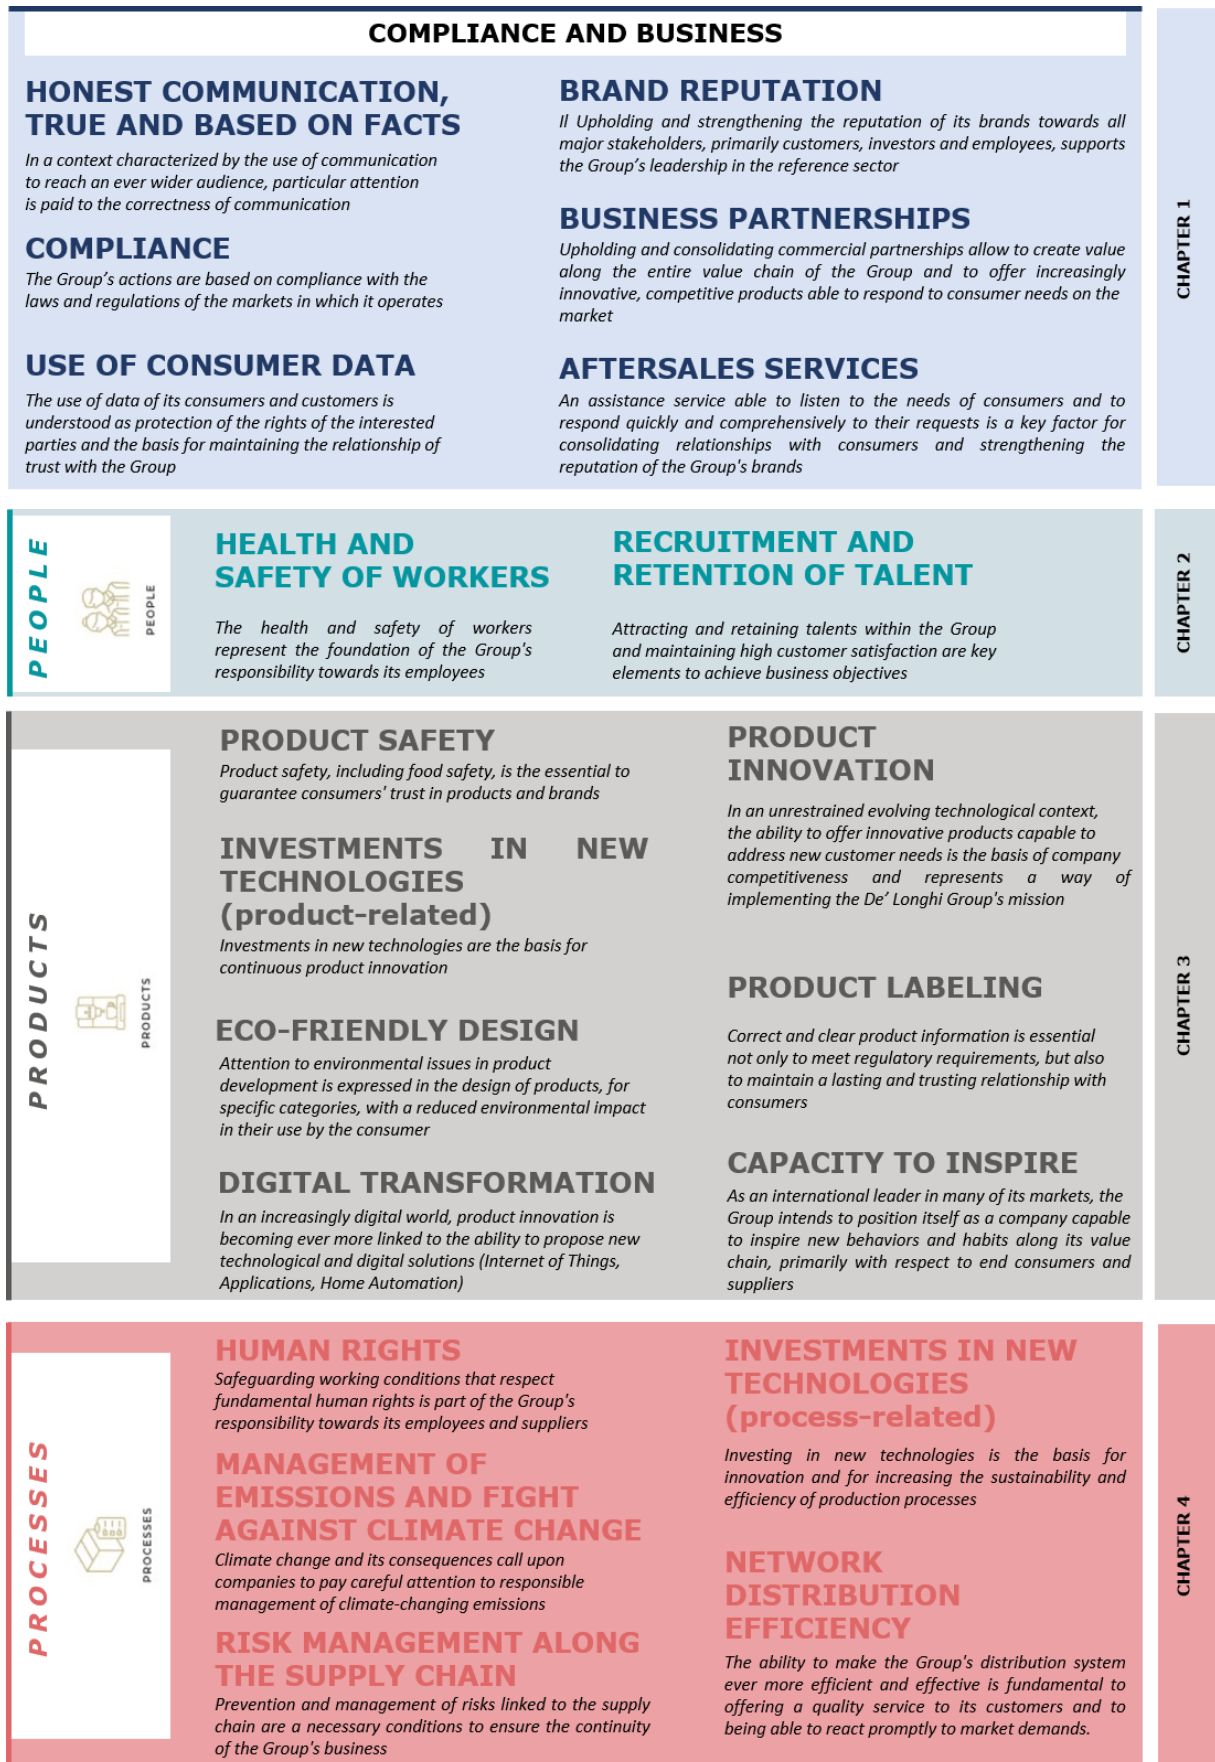 COMPLIANCE AND BUSINESS
HONEST COMMUNICATION,
TRUE AND BASED ON FACTS
In a context characterized by the use of communication
to reach an ever wider audience, particular attention
is paid to the correctness of communication
COMPLIANCE
The Group’s actions are based on compliance with the
laws and regulations of the markets in which it operates
USE OF CONSUMER DATA
The use of data of its consumers and customers is
understood as protection of the rights of the interested
parties and the basis for maintaining the relationship of
trust with the Group
BRAND REPUTATION
Il Upholding and strengthening the reputation of its brands towards all
major stakeholders, primarily customers, investors and employees, supports
the Group’s leadership in the reference sector
BUSINESS PARTNERSHIPS
Upholding and consolidating commercial partnerships allow to create value
along the entire value chain of the Group and to offer increasingly
innovative, competitive products able to respond to consumer needs on the
market
AFTERSALES SERVICES
An assistance service able to listen to the needs of consumers and to
respond quickly and comprehensively to their requests is a key factor for
consolidating relationships with consumers and strengthening the
reputation of the Group's brands
CHAPTER 1
PEOPLE
PEOPLE
HEALTH AND
SAFETY OF WORKERS
The health and safety of workers
represent the foundation of the Group's
responsibility towards its employees
RECRUITMENT AND
RETENTION OF TALENT
Attracting and retaining talents within the Group
and maintaining high customer satisfaction are key
elements to achieve business objectives
CHAPTER 2
PRODUCTS
PRODUCTS
PRODUCT SAFETY
Product safety, including food safety, is the essential to
guarantee consumers' trust in products and brands
INVESTMENTS IN NEW
TECHNOLOGIES
(product-related)
Investments in new technologies are the basis for
continuous product innovation
ECO-FRIENDLY DESIGN
Attention to environmental issues in product
development is expressed in the design of products, for
specific categories, with a reduced environmental impact
in their use by the consumer
DIGITAL TRANSFORMATION
In an increasingly digital world, product innovation is
becoming ever more linked to the ability to propose new
technological and digital solutions (Internet of Things,
Applications, Home Automation)
PRODUCT
INNOVATION
In an unrestrained evolving technological context,
the ability to offer innovative products capable to
address new customer needs is the basis of company
competitiveness and represents a way of
implementing the De’ Longhi Group's mission
PRODUCT LABELING
Correct and clear product information is essential
not only to meet regulatory requirements, but also
to maintain a lasting and trusting relationship with
consumers
CAPACITY TO INSPIRE
As an international leader in many of its markets, the
Group intends to position itself as a company capable
to inspire new behaviors and habits along its value
chain, primarily with respect to end consumers and
suppliers
CHAPTER 3
PROCESSES
PROCESSES
HUMAN RIGHTS
Safeguarding working conditions that respect
fundamental human rights is part of the Group's
responsibility towards its employees and suppliers
MANAGEMENT OF
EMISSIONS AND FIGHT
AGAINST CLIMATE CHANGE
Climate change and its consequences call upon
companies to pay careful attention to responsible
management of climate-changing emissions
RISK MANAGEMENT ALONG
THE SUPPLY CHAIN
Prevention and management of risks linked to the supply
chain are a necessary conditions to ensure the continuity
of the Group's business
INVESTMENTS IN NEW
TECHNOLOGIES
(process-related)
Investing in new technologies is the basis for
innovation and for increasing the sustainability and
efficiency of production processes
NETWORK
DISTRIBUTION
EFFICIENCY
The ability to make the Group's distribution system
ever more efficient and effective is fundamental to
offering a quality service to its customers and to
being able to react promptly to market demands.
CHAPTER 4